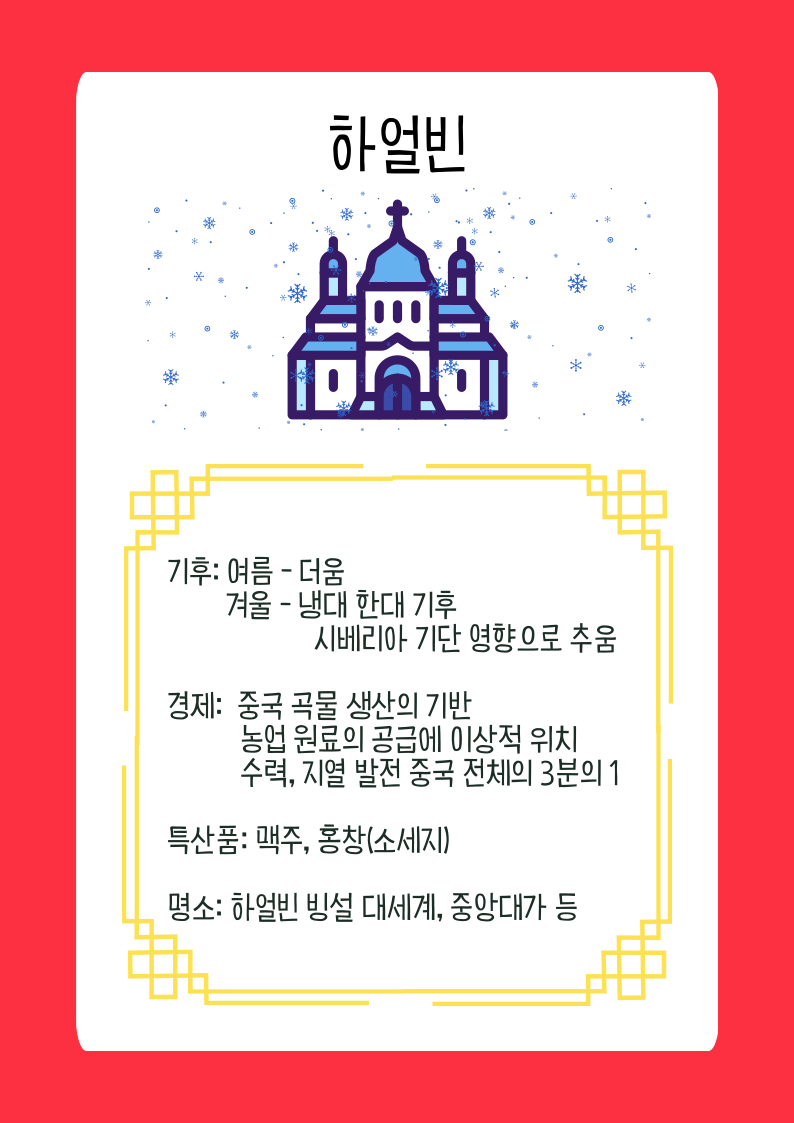 하얼빈
기후: 여름 - 더움
겨울 - 냉대 한대 기후
시베리아 기단 영향으로 추움
경제: 중국 곡물 생산의 기반
농업 원료의 공급에 이상적 위치
수력, 지열 발전 중국 전체의 3분의 1
특산품: 맥주, 홍창(소세지)
명소: 하얼빈 빙설 대세계, 중앙대가 등